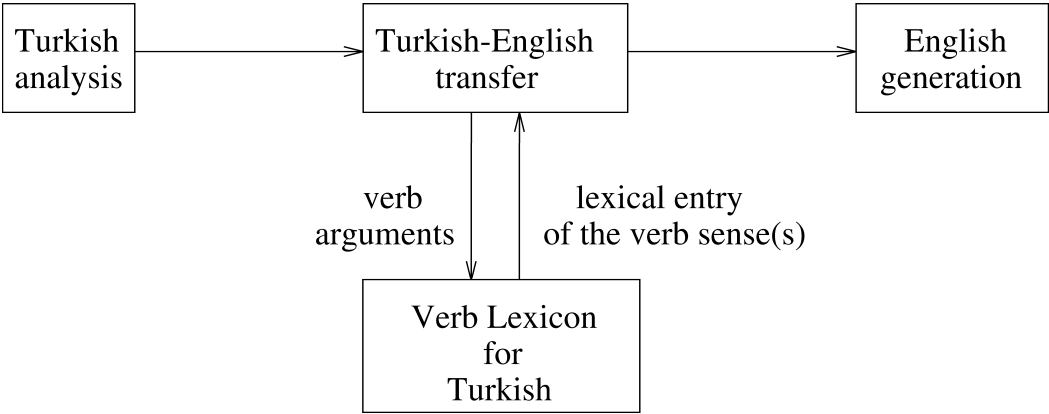 Turkish
analysis
Turkish-English
transfer
English
generation
verb
arguments
lexical entry
of the verb sense(s)
Verb Lexicon
for
Turkish